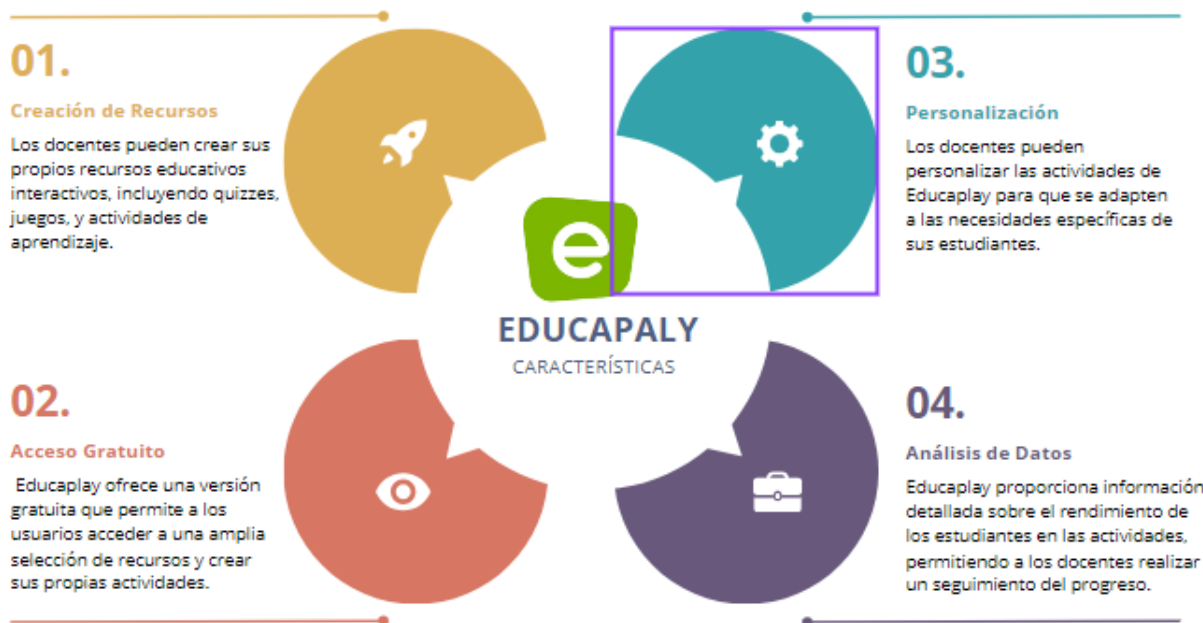 01.
Creación de Recursos
Los docentes pueden crear sus
propios recursos educativos
interactivos, incluyendo quizzes,
juegos, y actividades de
aprendizaje.
02.
Acceso Gratuito
Educaplay ofrece una versión
gratuita que permite a los
usuarios acceder a una amplia
selección de recursos y crear
sus propias actividades.
e
EDUCAPALY
CARACTERÍSTICAS
03.
Personalización
Los docentes pueden
personalizar las actividades de
Educaplay para que se adapten
a las necesidades específicas de
sus estudiantes.
04.
Análisis de Datos
Educaplay proporciona información
detallada sobre el rendimiento de
los estudiantes en las actividades,
permitiendo a los docentes realizar
un seguimiento del progreso.